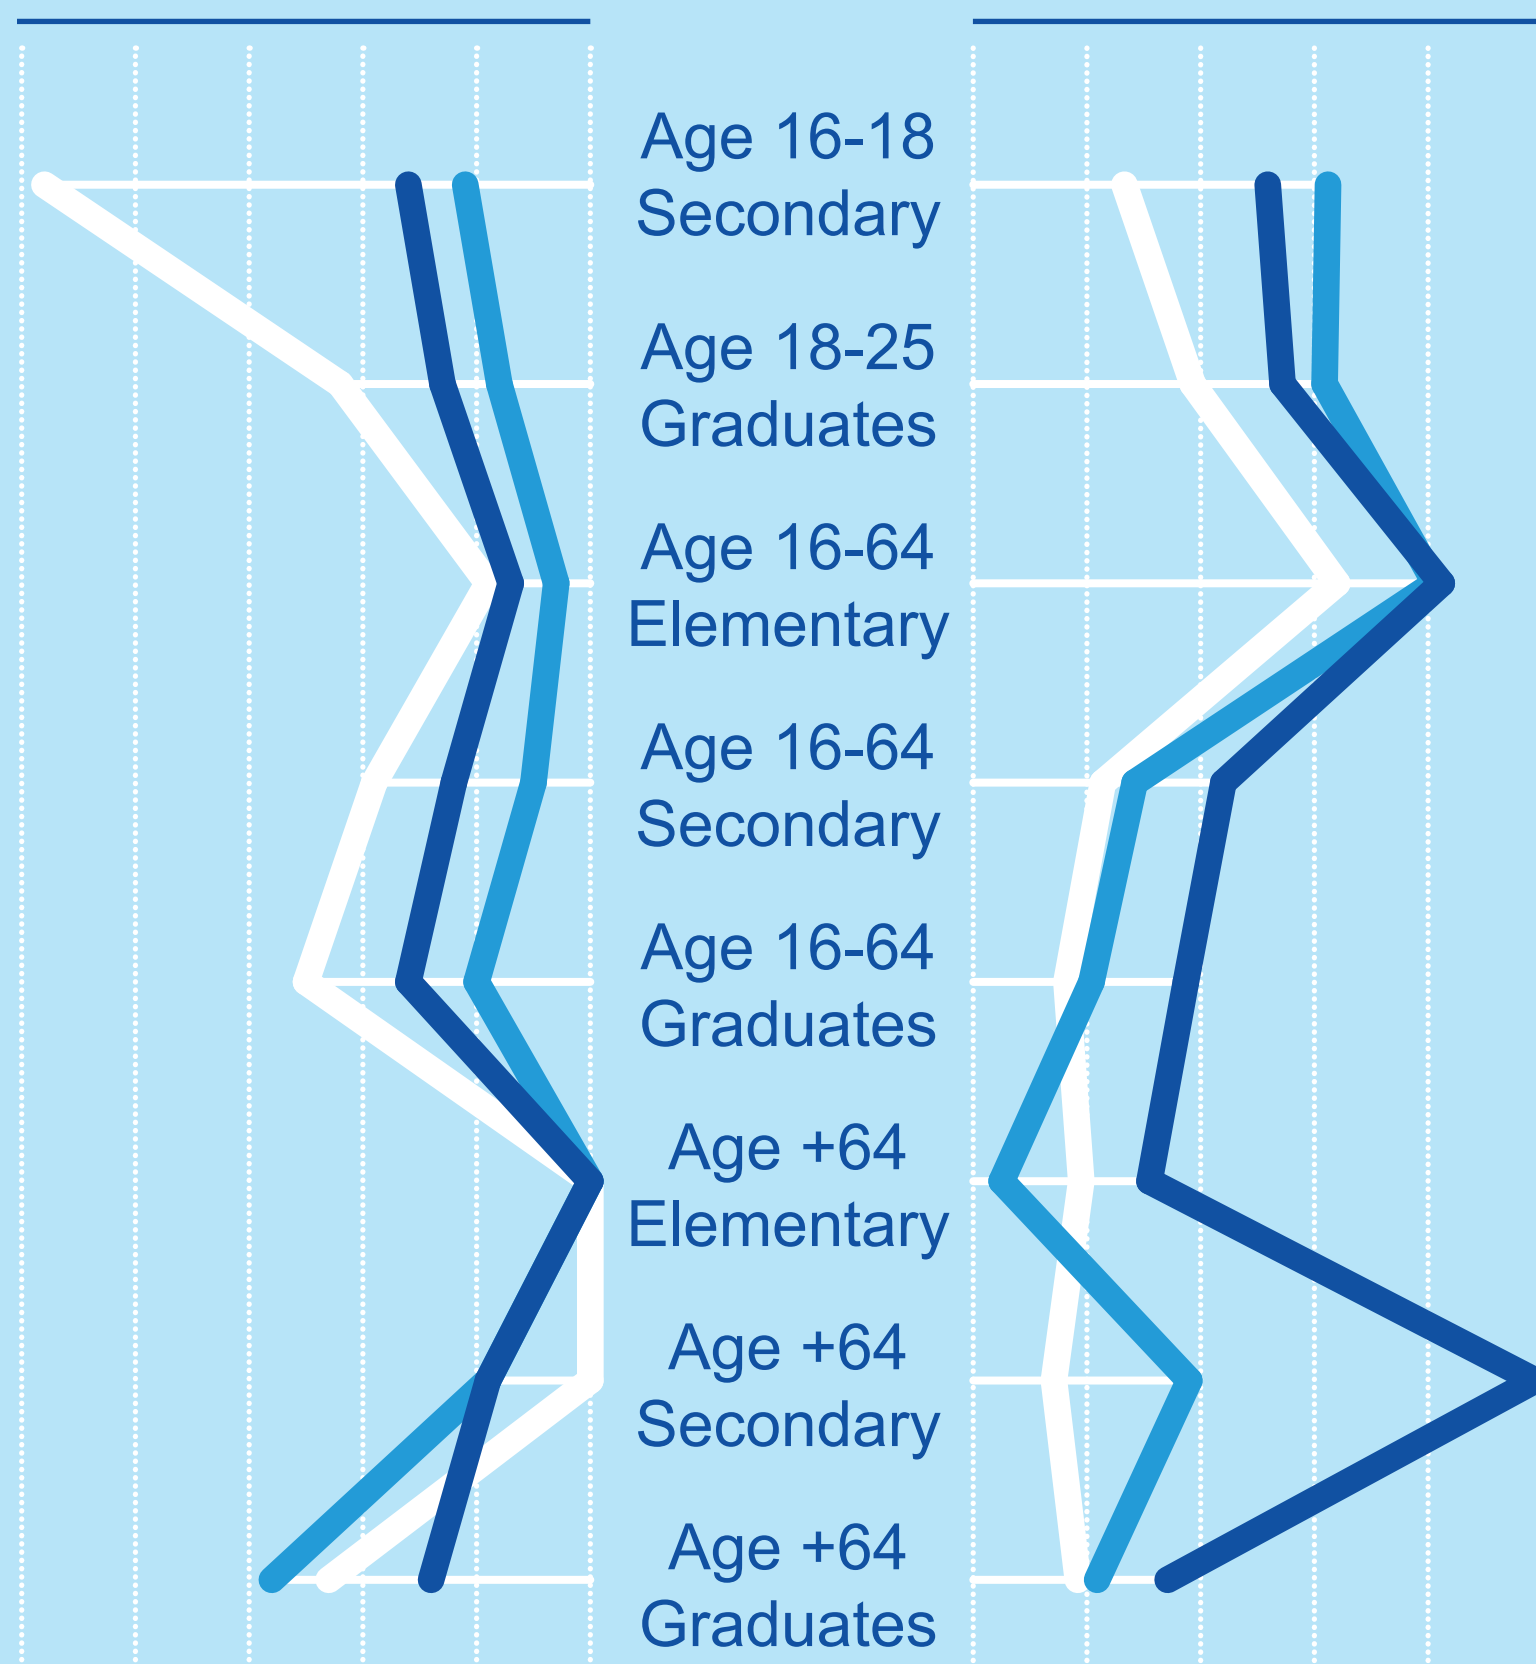 Age 16-18
Secondary
Age 18-25
Graduates
Age 16-64
Elementary
Age 16-64
Secondary
Age 16-64
Graduates
Age +64
Elementary
Age +64
Secondary
Age +64
Graduates